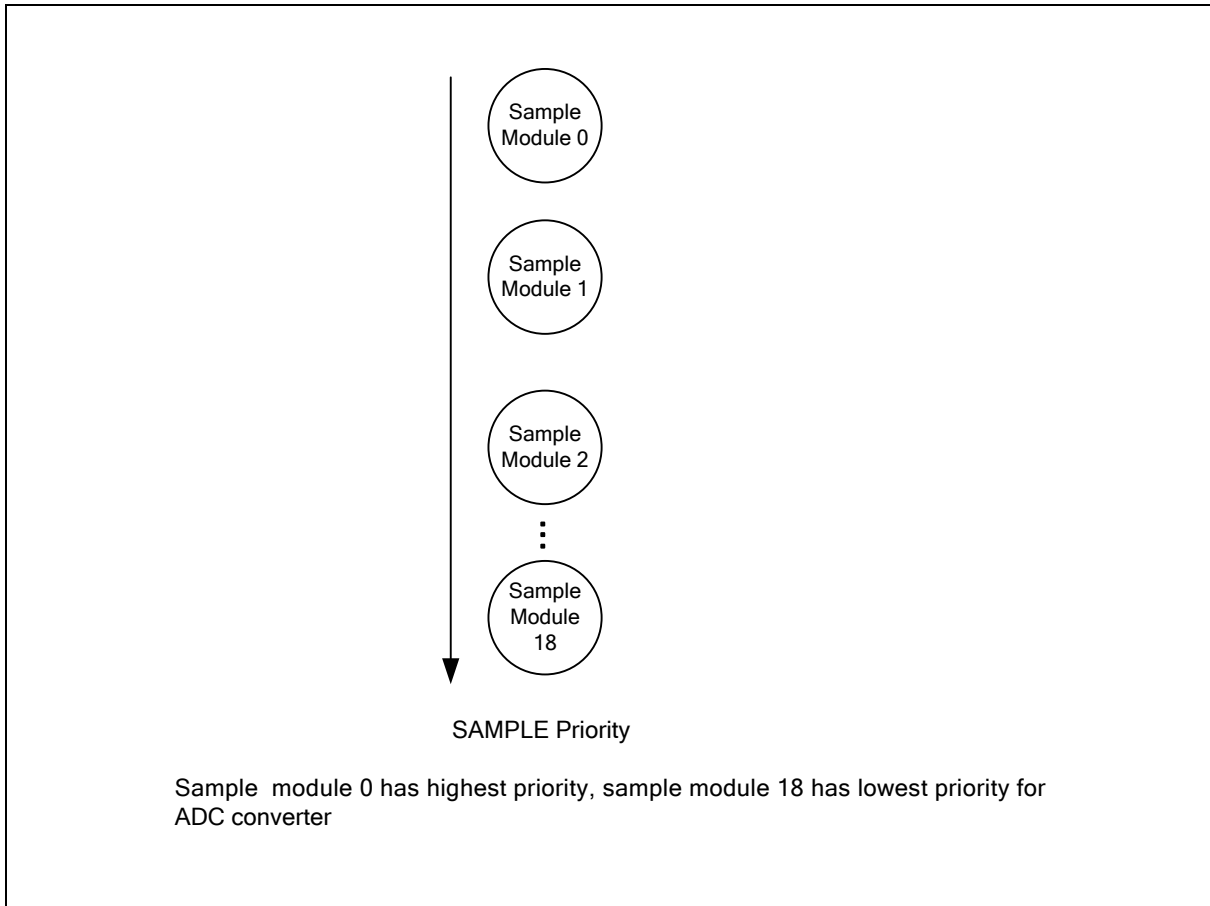 Sample
Module 0
Sample
Module 1
Sample
Module 2
⋮
Sample
Module
18
SAMPLE Priority
Sample  module 0 has highest priority, sample module 18 has lowest priority for
ADC converter